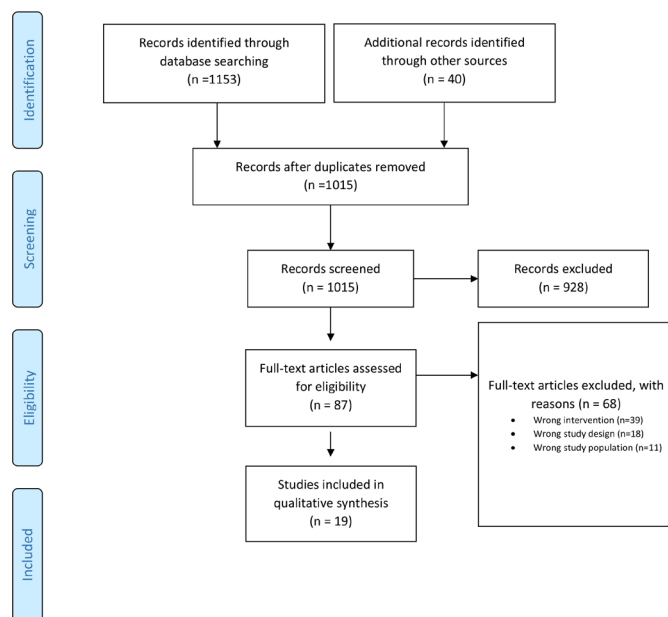 Identification
Records identified through
database searching
(n =1153)
Additional records identified
through other sources
(n = 40)
Records after duplicates removed
(n =1015)
Screening
Records screened
(n = 1015)
Records excluded
(n = 928)
Eligibility
Full-text articles assessed
for eligibility
(n = 87)
Full-text articles excluded, with
reasons (n = 68)
• Wrong intervention (n=39)
• Wrong study design (n=18)
• Wrong study population (n=11)
Included
Studies included in
qualitative synthesis
(n = 19)